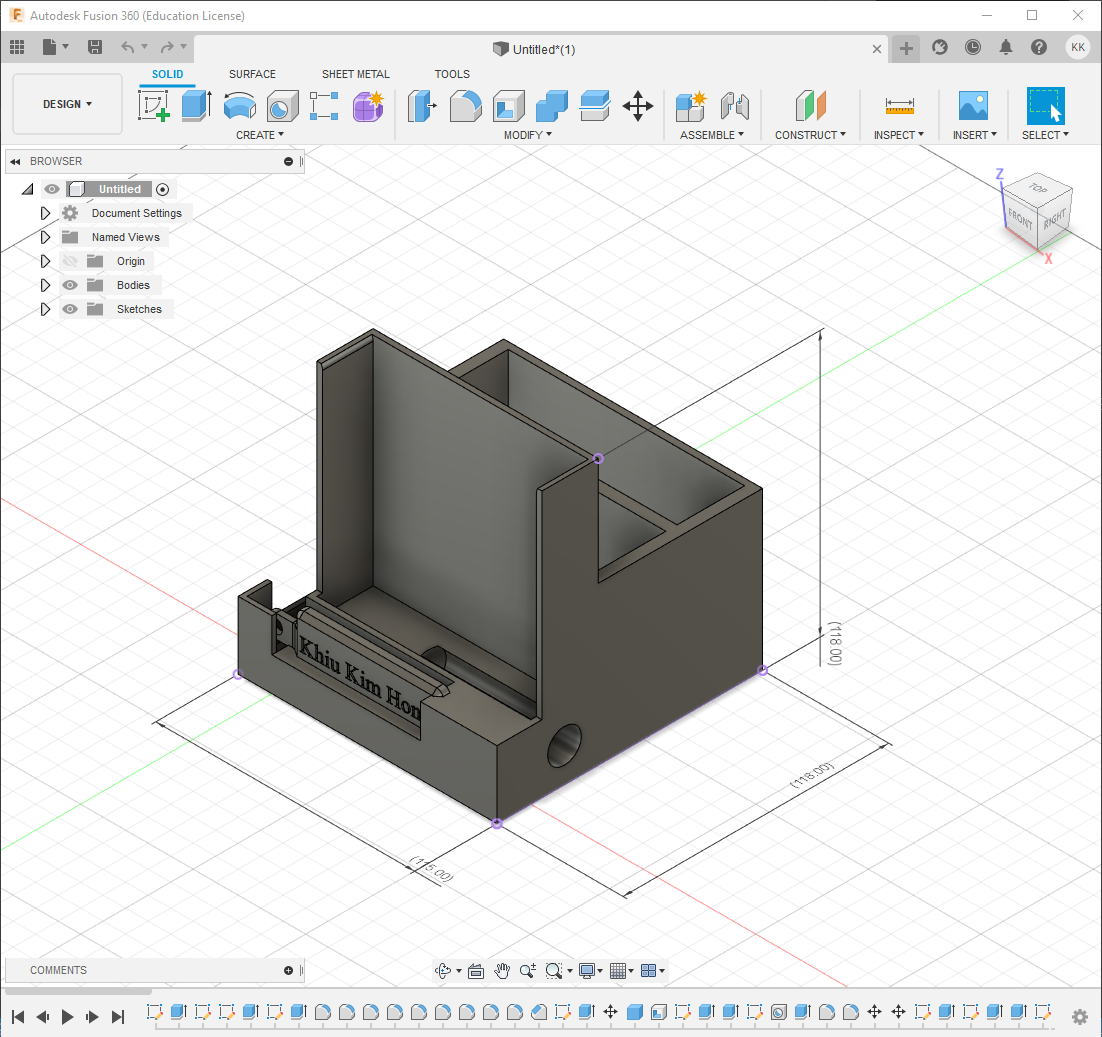 Autodesk Fusion 360 (Education License)
Untitled*(1)
KK
SOLID SURFACE SHEET METAL TOOLS
DESIGN
CREATE MODIFY ASSEMBLE CONSTRUCT INSPECT INSERT SELECT
BROWSER
Untitled
Document Settings
Named Views
Origin
Bodies
Sketches
Z
TOP
FRONT
RIGHT
X
Khiu Kim Hon
(118.00)
(118.00)
(115.00)
COMMENTS